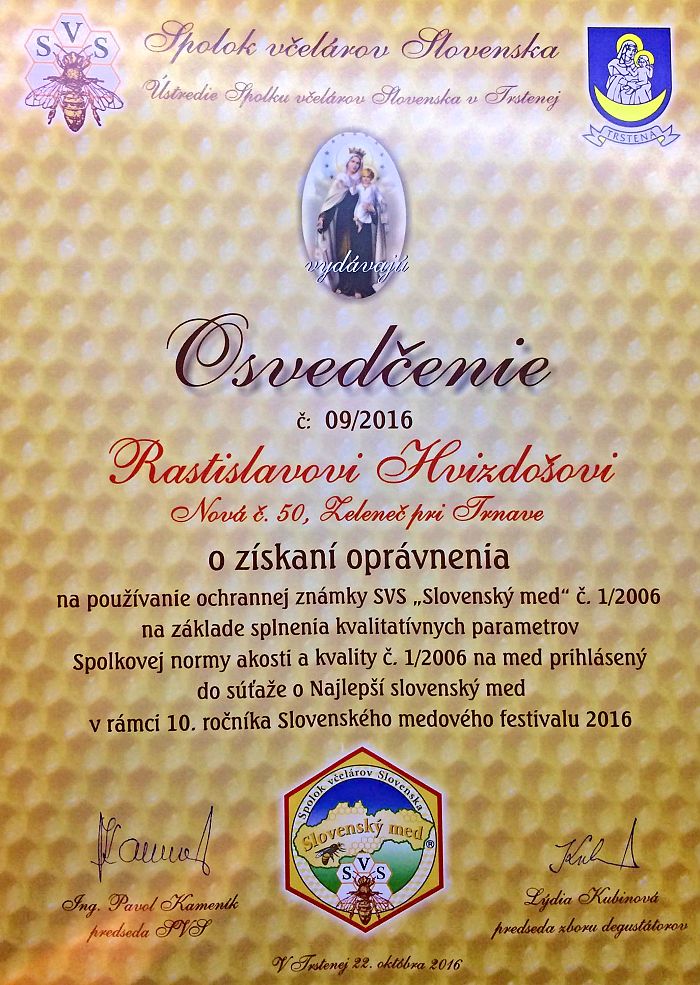 SVS
Spolok včelárov Slovenska
Ústredie Spolku včelárov Slovenska v Trstenej
TRSTENÁ
vydávajú
Osvedčenie
č: 09/2016
Rastislavovi Hvizdošovi
Nová č. 50, Zeleneč pri Trnave
o získaní oprávnenia
na používanie ochrannej známky SVS „Slovenský med“ č. 1/2006
na základe splnenia kvalitatívnych parametrov
Spolkovej normy akosti a kvality č. 1/2006 na med prihlásený
do súťaže o Najlepší slovenský med
v rámci 10. ročníka Slovenského medového festivalu 2016
Spolok včelárov Slovenska
Slovenský med
®
SVS
Ing. Pavol Kameník
predseda SVS
Lýdia Kubinová
predseda zboru degustátorov
V Trstenej 22. októbra 2016